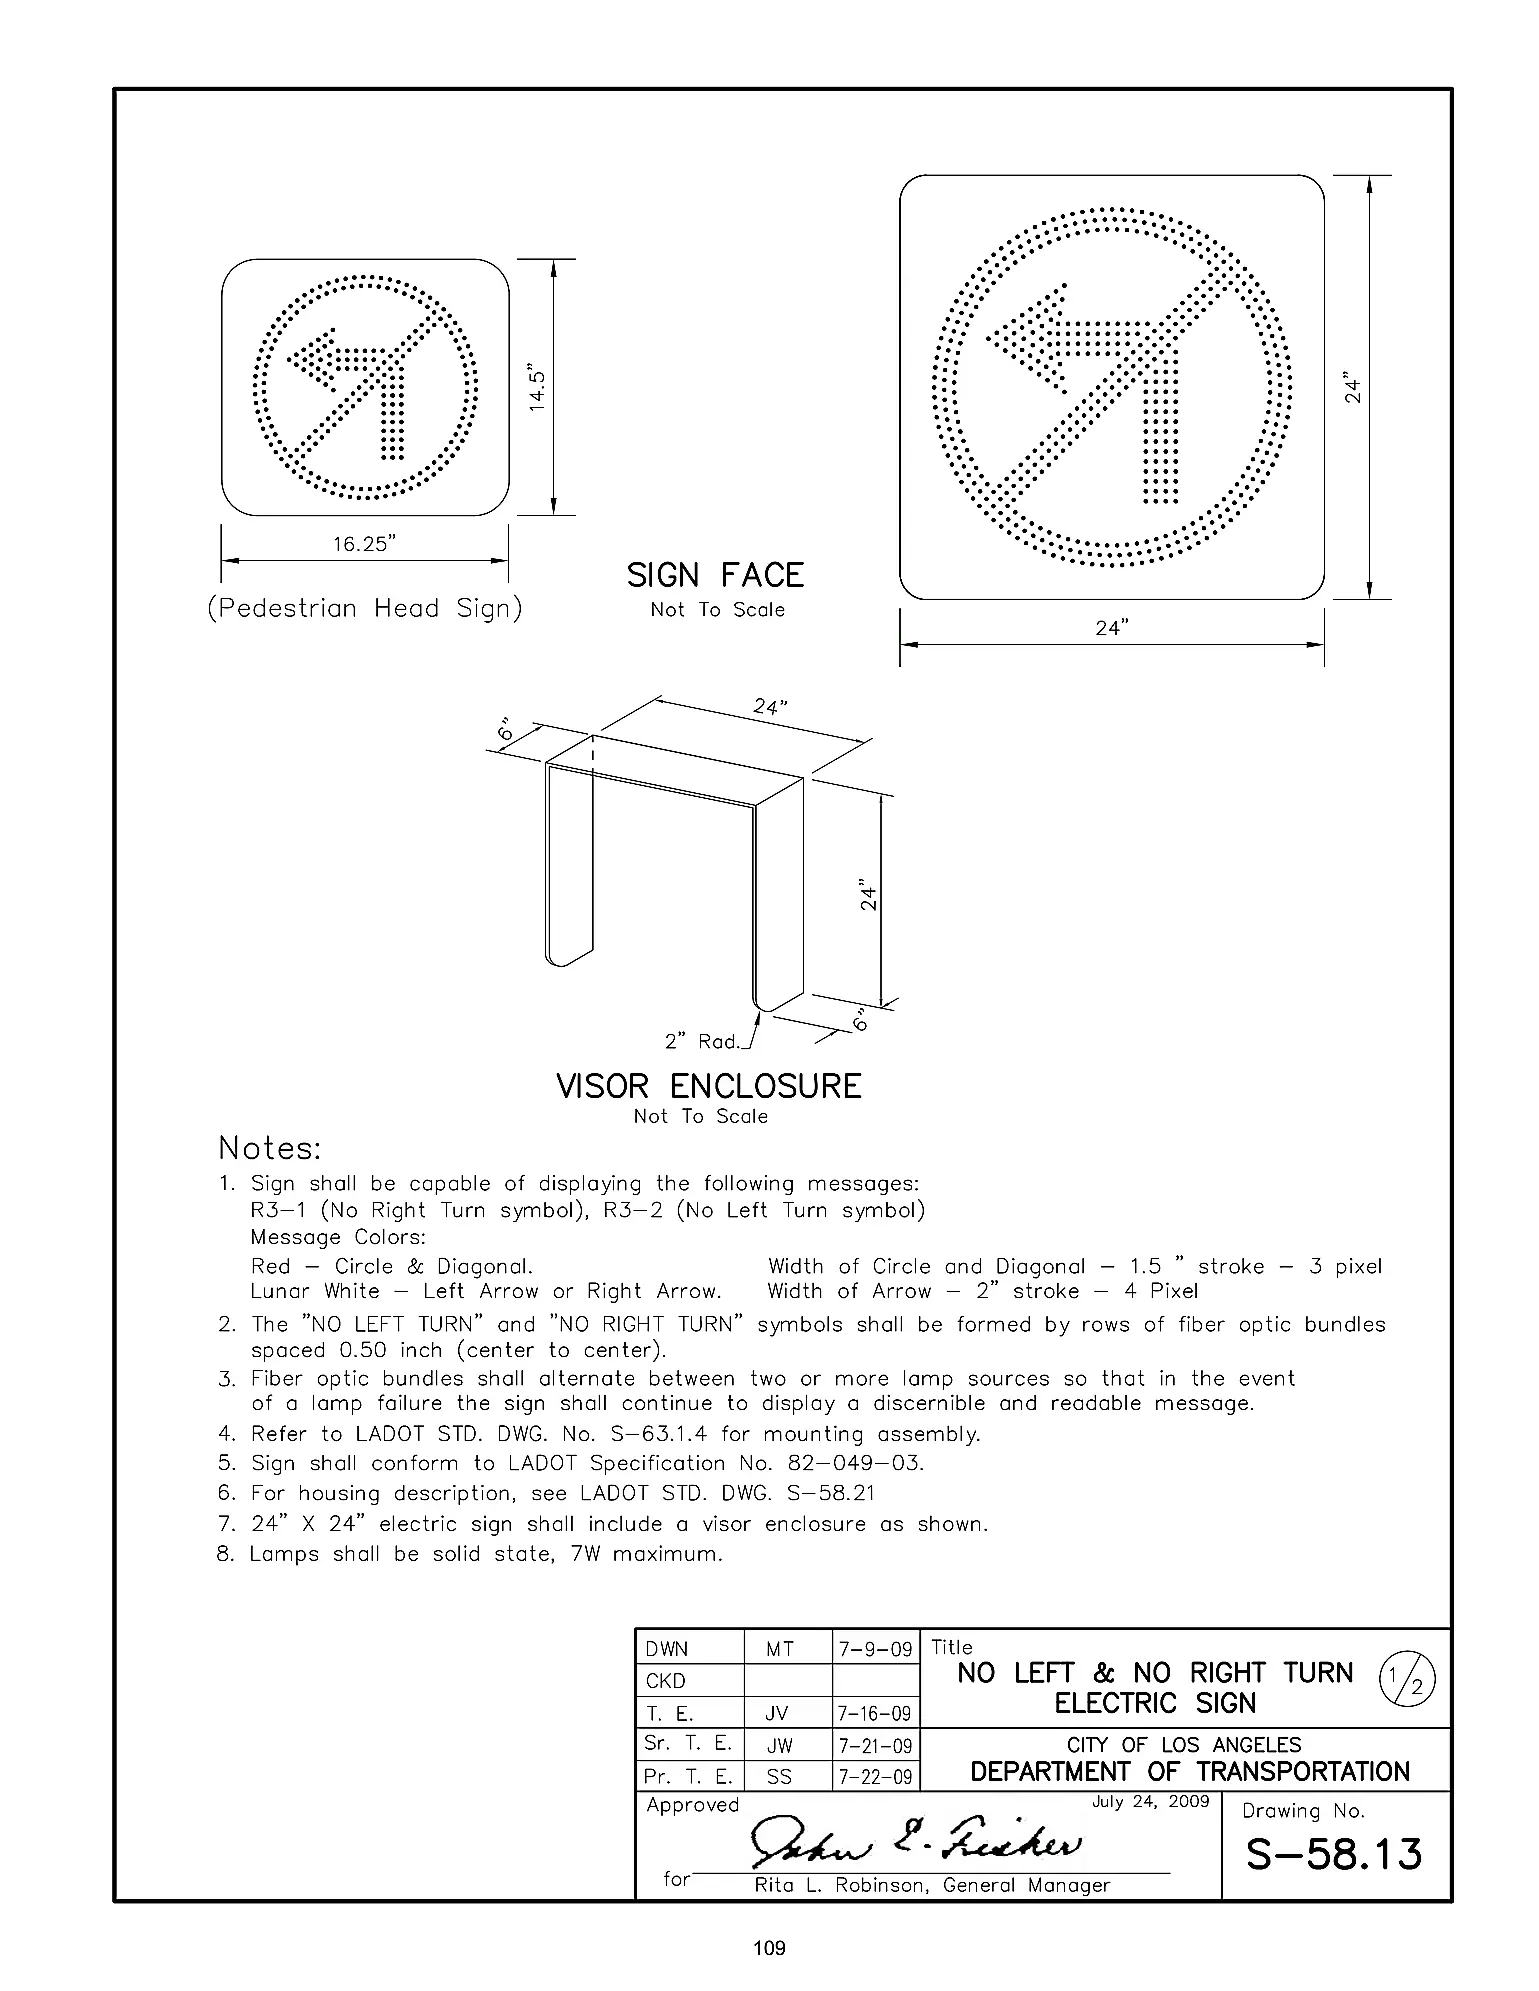 14.5”
24”
16.25”
(Pedestrian Head Sign)
SIGN FACE
Not To Scale
24”
24”
6”
24”
6”
2” Rad.
VISOR ENCLOSURE
Not To Scale
Notes:
1. Sign shall be capable of displaying the following messages:
R3–1 (No Right Turn symbol), R3–2 (No Left Turn symbol)
Message Colors:
Red – Circle & Diagonal. Width of Circle and Diagonal – 1.5 ” stroke – 3 pixel
Lunar White – Left Arrow or Right Arrow. Width of Arrow – 2” stroke – 4 Pixel
2. The ”NO LEFT TURN” and ”NO RIGHT TURN” symbols shall be formed by rows of fiber optic bundles
spaced 0.50 inch (center to center).
3. Fiber optic bundles shall alternate between two or more lamp sources so that in the event
of a lamp failure the sign shall continue to display a discernible and readable message.
4. Refer to LADOT STD. DWG. No. S–63.1.4 for mounting assembly.
5. Sign shall conform to LADOT Specification No. 82–049–03.
6. For housing description, see LADOT STD. DWG. S–58.21
7. 24” X 24” electric sign shall include a visor enclosure as shown.
8. Lamps shall be solid state, 7W maximum.
DWN MT 7–9–09
CKD
T. E. JV 7–16–09
Sr. T. E. JW 7–21–09
Pr. T. E. SS 7–22–09
Title
NO LEFT & NO RIGHT TURN
ELECTRIC SIGN
1/2
CITY OF LOS ANGELES
DEPARTMENT OF TRANSPORTATION
Approved
July 24, 2009
John E. Fisher
for
Rita L. Robinson, General Manager
Drawing No.
S–58.13
109